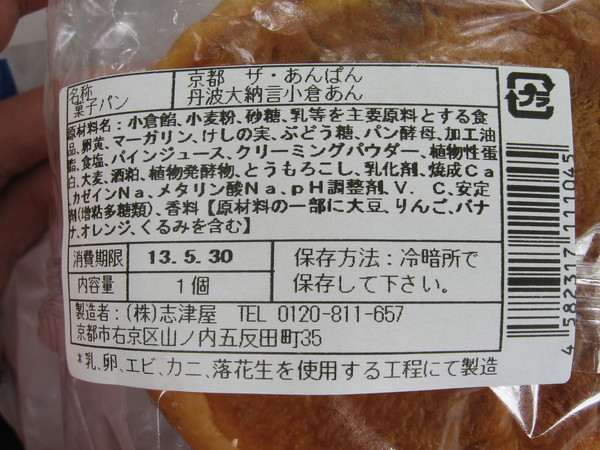 名称
菓子パン
京都 ザ・あんぱん
丹波大納言小倉あん
原材料名:小倉餡、小麦粉、砂糖、乳等を主要原料とする食
品、卵黄、マーガリン、けしの実、ぶどう糖、パン酵母、加工油
脂、食塩、パインジュース、クリーミングパウダー、植物性蛋
白、大麦、酒粕、植物発酵物、とうもろこし、乳化剤、焼成Ca
、カゼインNa、メタリン酸Na、pH調整剤、V.C、安定
剤(増粘多糖類)、香料【原材料の一部に大豆、りんご、バナ
ナ、オレンジ、くるみを含む】
消費期限 13.5.30
内容量 1個
保存方法:冷暗所で
保存して下さい。
製造者:(株)志津屋 TEL 0120-811-657
京都市右京区山ノ内五反田町35
*乳、卵、エビ、カニ、落花生を使用する工程にて製造
プラ
4582317111045